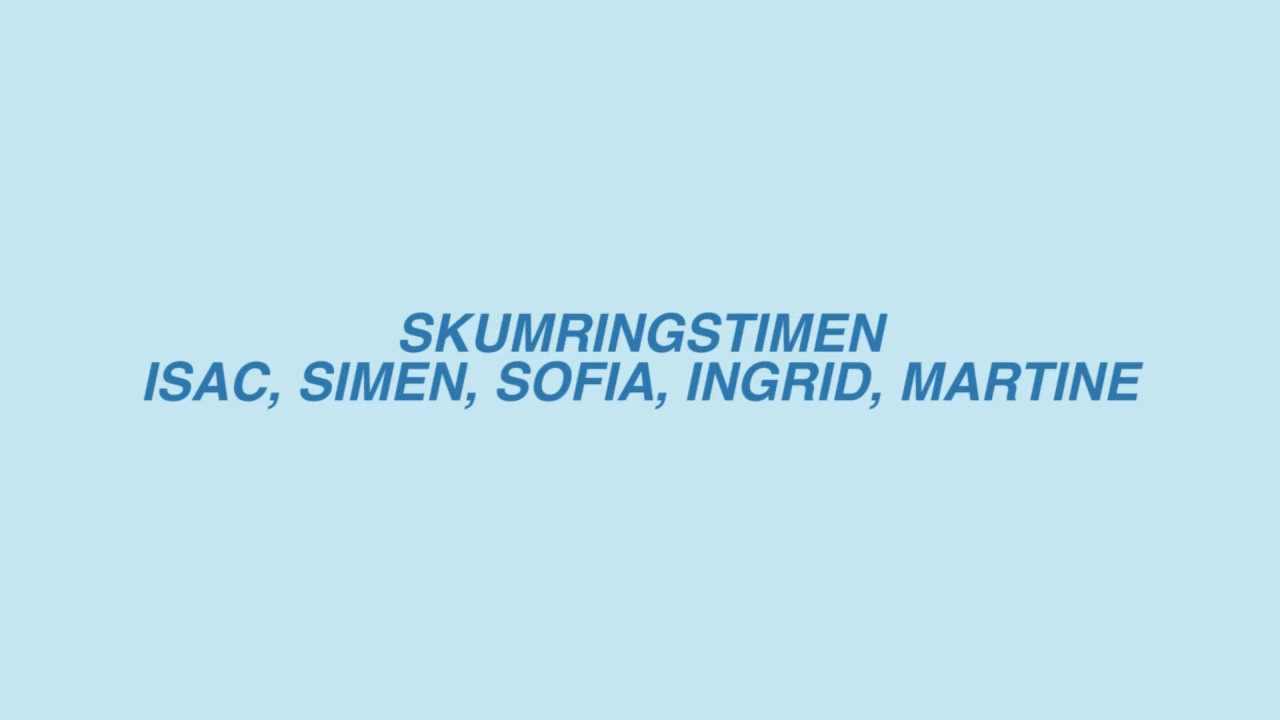 SKUMRINGSTIMEN
ISAC, SIMEN, SOFIA, INGRID, MARTINE